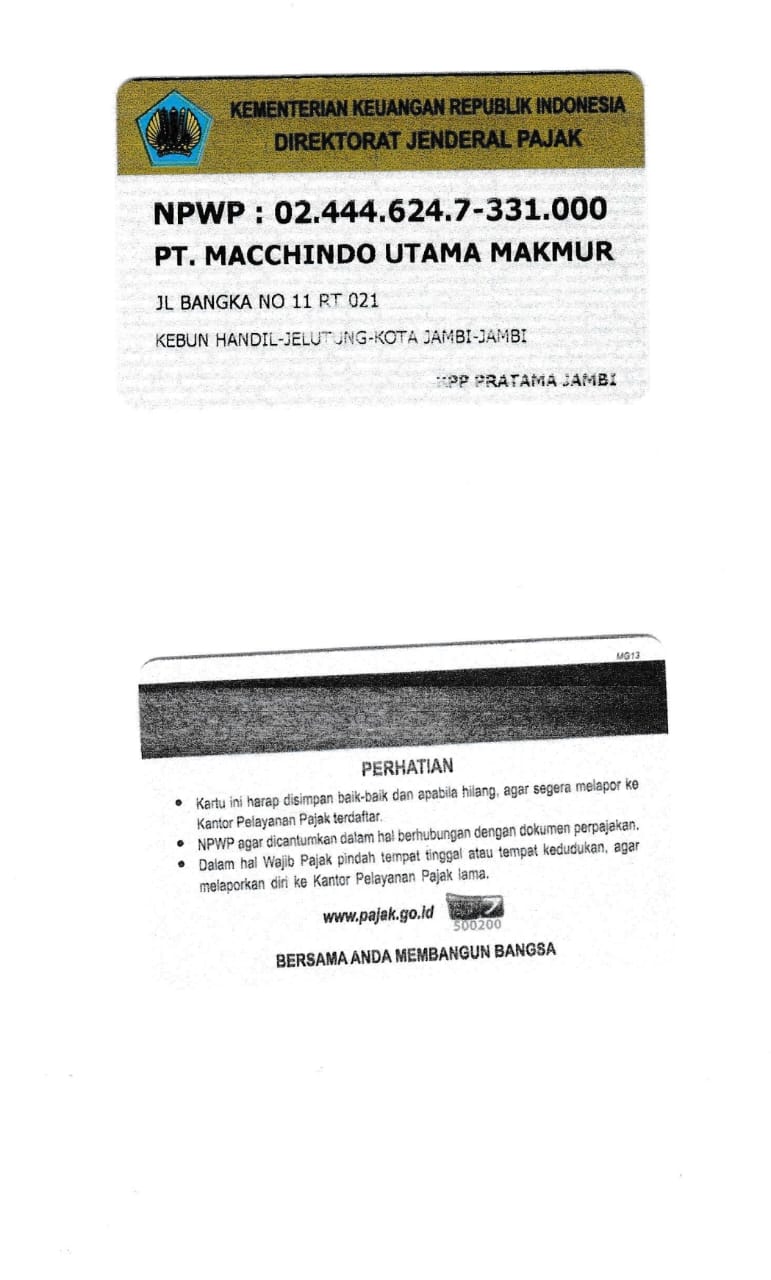 KEMENTERIAN KEUANGAN REPUBLIK INDONESIA
DIREKTORAT JENDERAL PAJAK
NPWP : 02.444.624.7-331.000
PT. MACCHINDO UTAMA MAKMUR
JL BANGKA NO 11 RT 021
KEBUN HANDIL-JELUTUNG-KOTA JAMBI-JAMBI
KPP PRATAMA JAMBI
MG13
PERHATIAN
• Kartu ini harap disimpan baik-baik dan apabila hilang, agar segera melapor ke
Kantor Pelayanan Pajak terdaftar.
• NPWP agar dicantumkan dalam hal berhubungan dengan dokumen perpajakan.
• Dalam hal Wajib Pajak pindah tempat tinggal atau tempat kedudukan, agar
melaporkan diri ke Kantor Pelayanan Pajak lama.
www.pajak.go.id
500200
BERSAMA ANDA MEMBANGUN BANGSA